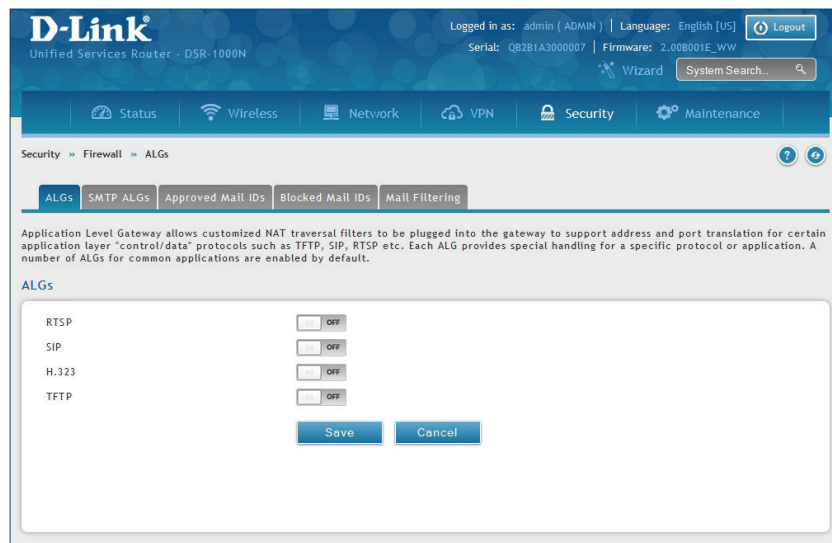 D-Link®
Unified Services Router - DSR-1000N
Logged in as: admin ( ADMIN ) | Language: English [US]
Logout
Serial: QB2B1A3000007 | Firmware: 2.00B001E_WW
Wizard
System Search...
Status
Wireless
Network
VPN
Security
Maintenance
Security » Firewall » ALGs
?
ALGs
SMTP ALGs
Approved Mail IDs
Blocked Mail IDs
Mail Filtering
Application Level Gateway allows customized NAT traversal filters to be plugged into the gateway to support address and port translation for certain
application layer "control/data" protocols such as TFTP, SIP, RTSP etc. Each ALG provides special handling for a specific protocol or application. A
number of ALGs for common applications are enabled by default.
ALGs
RTSP OFF
SIP OFF
H.323 OFF
TFTP OFF
Save
Cancel